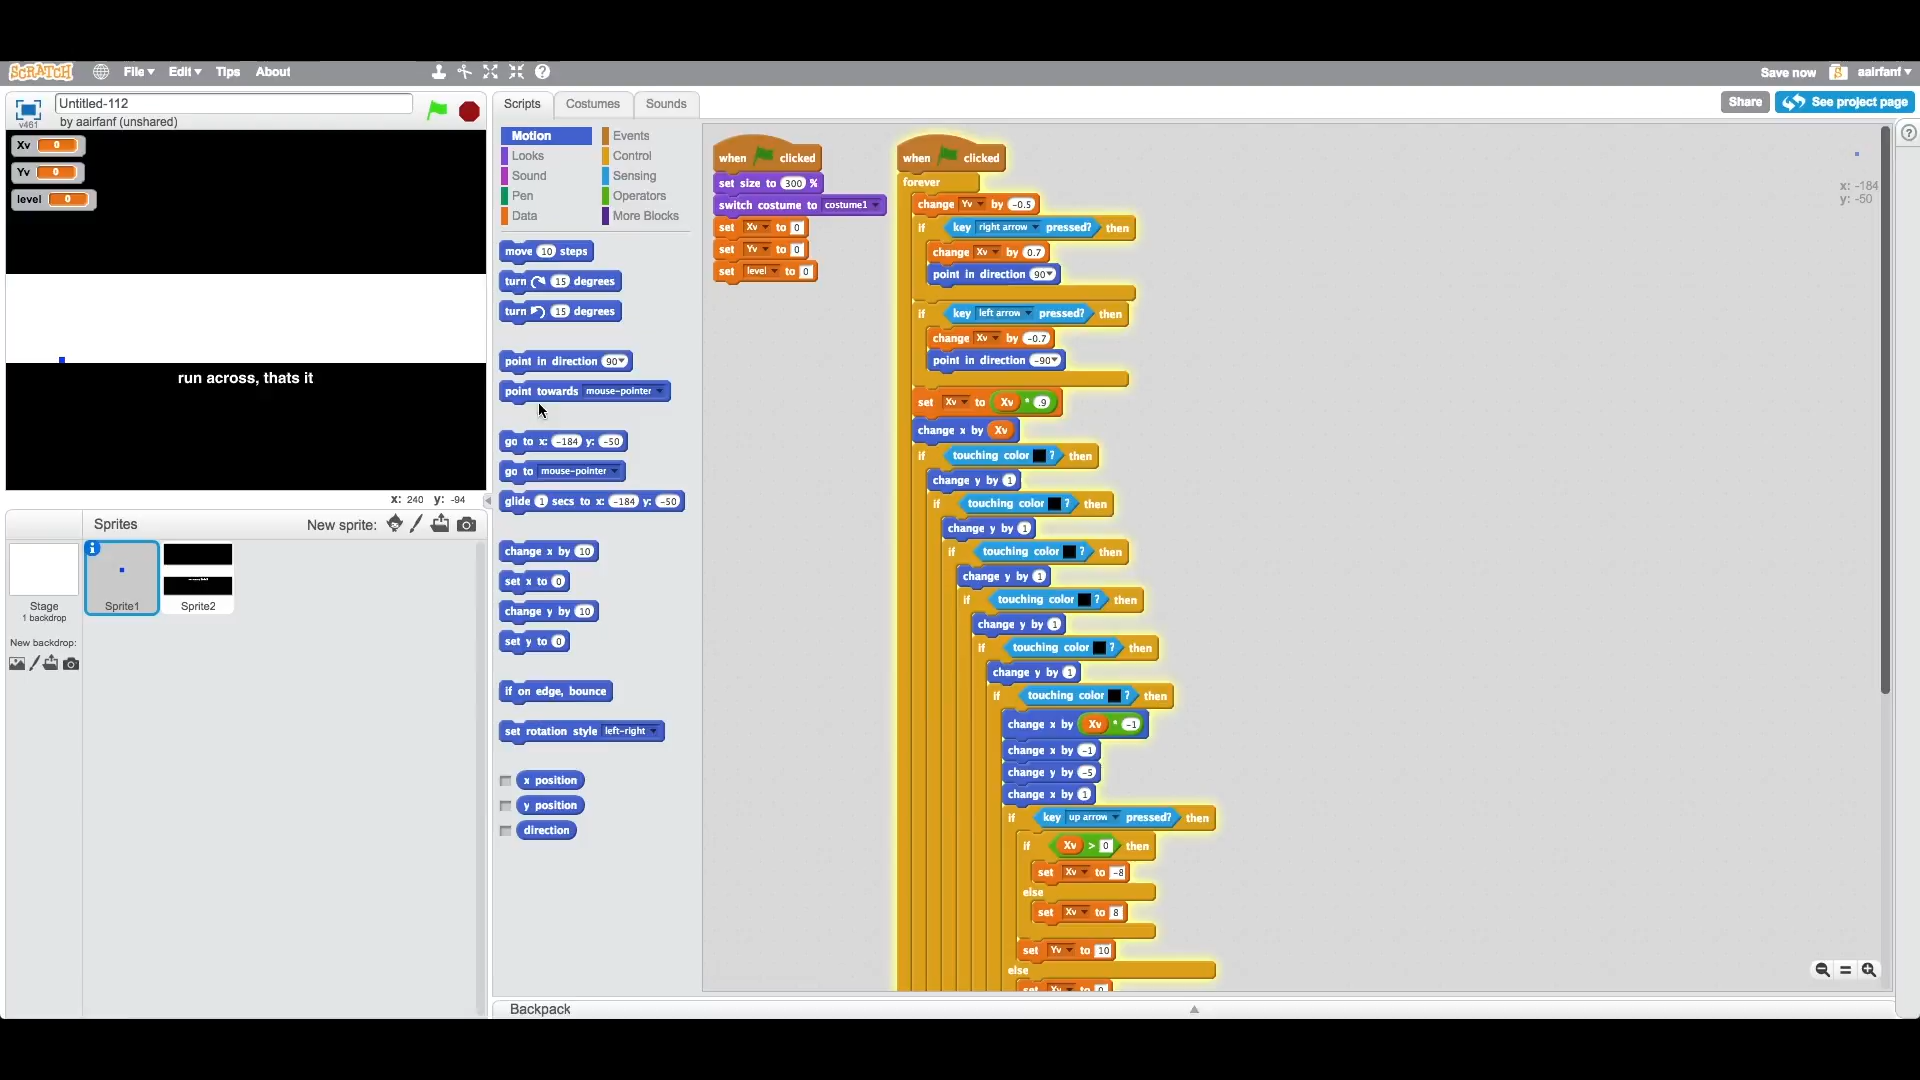 SCRATCH File Edit Tips About Save now aairfanf
Untitled-112
by aairfanf (unshared)
v461
Share See project page
Xv 0
Yv 0
level 0
run across, thats it
x: 240 y: -94
Sprites New sprite:
Stage
1 backdrop
New backdrop:
Sprite1
Sprite2
Scripts Costumes Sounds
Motion Events
Looks Control
Sound Sensing
Pen Operators
Data More Blocks
move 10 steps
turn 15 degrees
turn 15 degrees
point in direction 90
point towards mouse-pointer
go to x: -184 y: -50
go to mouse-pointer
glide 1 secs to x: -184 y: -50
change x by 10
set x to 0
change y by 10
set y to 0
if on edge, bounce
set rotation style left-right
x position
y position
direction
when clicked
set size to 300 %
switch costume to costume1
set Xv to 0
set Yv to 0
set level to 0
when clicked
forever
change Yv by -0.5
if key right arrow pressed? then
change Xv by 0.7
point in direction 90
if key left arrow pressed? then
change Xv by -0.7
point in direction -90
set Xv to Xv * .9
change x by Xv
if touching color ? then
change y by 1
if touching color ? then
change y by 1
if touching color ? then
change y by 1
if touching color ? then
change y by 1
if touching color ? then
change y by 1
if touching color ? then
change x by Xv * -1
change x by -1
change y by -5
change x by 1
if key up arrow pressed? then
if Xv > 0 then
set Xv to -8
else
set Xv to 8
set Yv to 10
else
set Xv to 0
x: -184
y: -50
Backpack